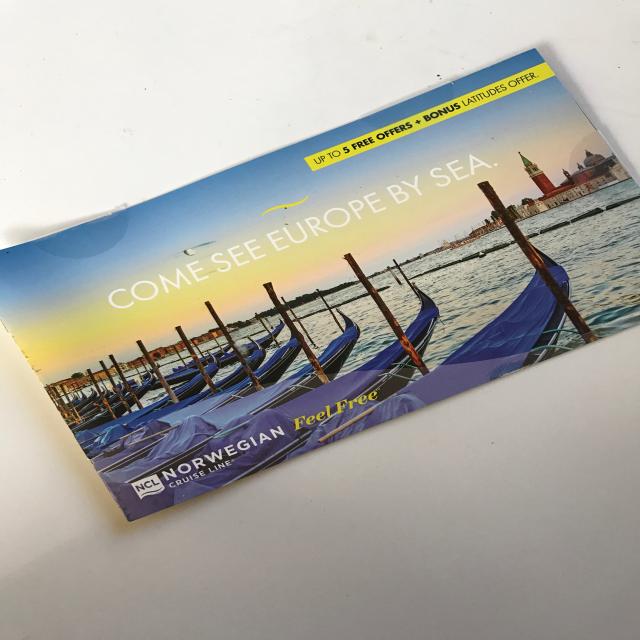 UP TO 5 FREE OFFERS + BONUS LATITUDES OFFER.
COME SEE EUROPE BY SEA.
NCL NORWEGIAN
CRUISE LINE®
Feel Free